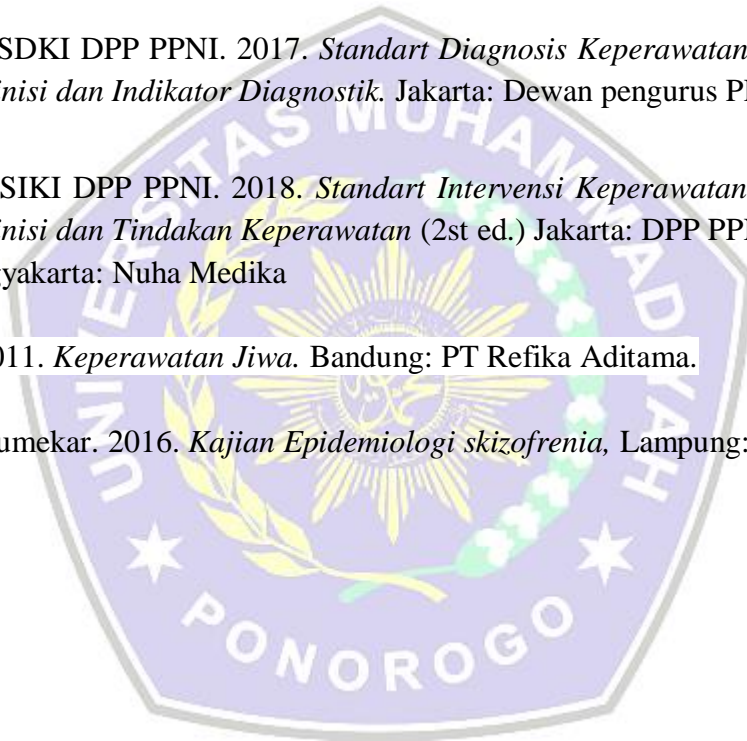 SDKI DPP PPNI. 2017. Standart Diagnosis Keperawatan
inisi dan Indikator Diagnostik. Jakarta: Dewan pengurus
SIKI DPP PPNI. 2018. Standart Intervensi Keperawatan
inisi dan Tindakan Keperawatan (2st ed.) Jakarta: DPP
yakarta: Nuha Medika
011. Keperawatan Jiwa. Bandung: PT Refika Aditama.
umekar. 2016. Kajian Epidemiologi skizofrenia, Lampung:
UNIVERSITAS MUHAMMADIYAH
PONOROGO